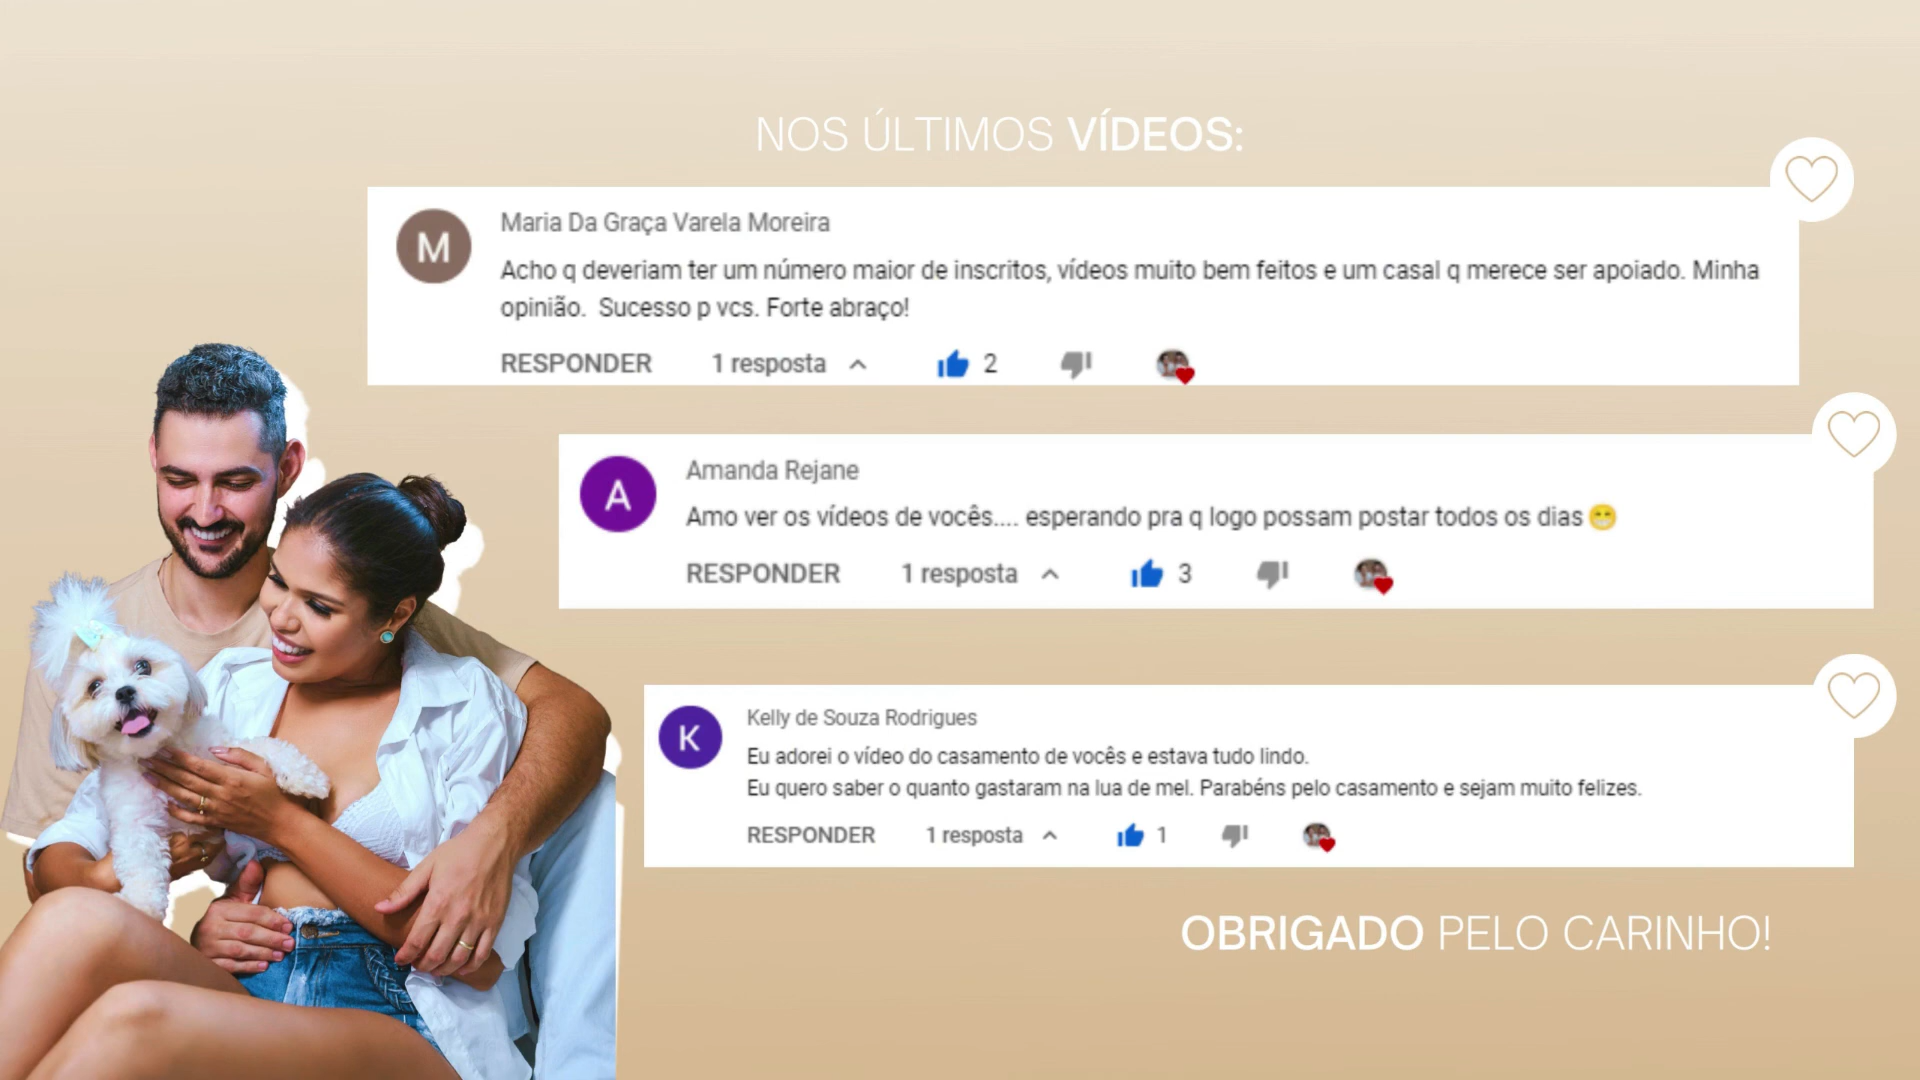 NOS ÚLTIMOS VÍDEOS:
M
Maria Da Graça Varela Moreira
Acho q deveriam ter um número maior de inscritos, vídeos muito bem feitos e um casal q merece ser apoiado. Minha
opinião.  Sucesso p vcs. Forte abraço!
RESPONDER 1 resposta 2
A
Amanda Rejane
Amo ver os vídeos de vocês.... esperando pra q logo possam postar todos os dias😁
RESPONDER 1 resposta 3
K
Kelly de Souza Rodrigues
Eu adorei o vídeo do casamento de vocês e estava tudo lindo.
Eu quero saber o quanto gastaram na lua de mel. Parabéns pelo casamento e sejam muito felizes.
RESPONDER 1 resposta 1
OBRIGADO PELO CARINHO!